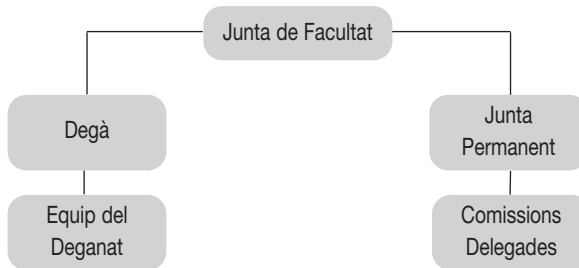 Junta de Facultat
Degà
Junta
Permanent
Equip del
Deganat
Comissions
Delegades